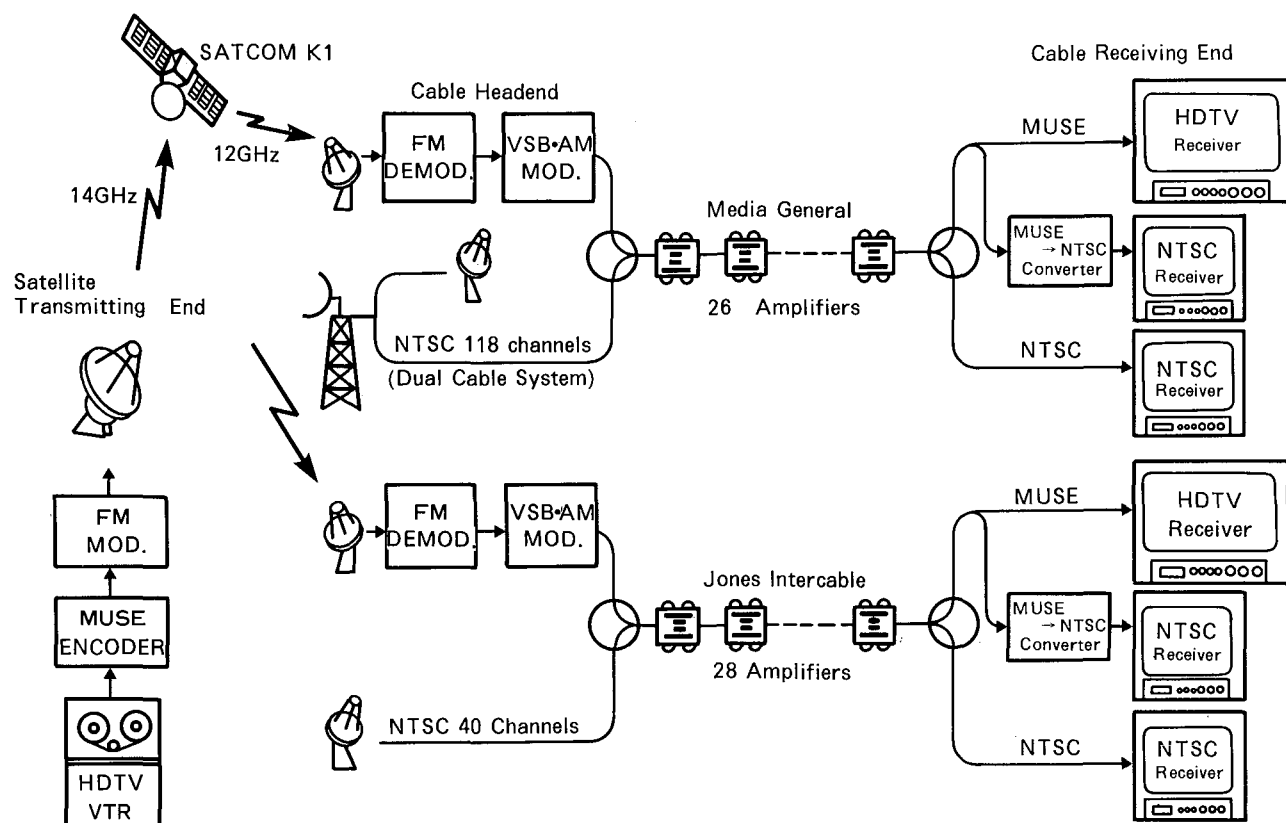 SATCOM K1
12GHz
14GHz
Satellite
Transmitting End
FM
MOD.
MUSE
ENCODER
HDTV
VTR
Cable Headend
FM
DEMOD.
VSB•AM
MOD.
NTSC 118 channels
(Dual Cable System)
Media General
26 Amplifiers
Cable Receiving End
MUSE
HDTV
Receiver
MUSE
→ NTSC
Converter
NTSC
Receiver
NTSC
NTSC
Receiver
FM
DEMOD.
VSB•AM
MOD.
NTSC 40 Channels
Jones Intercable
28 Amplifiers
MUSE
HDTV
Receiver
MUSE
→ NTSC
Converter
NTSC
Receiver
NTSC
NTSC
Receiver